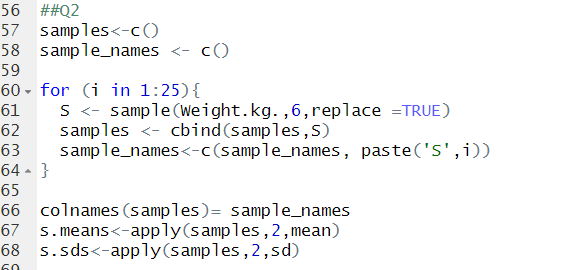 56 ##Q2
57 samples<-c()
58 sample_names <- c()
59
60 for (i in 1:25){
61 S <- sample(Weight.kg.,6,replace =TRUE)
62 samples <- cbind(samples,S)
63 sample_names<-c(sample_names, paste('S',i))
64 }
65
66 colnames(samples)= sample_names
67 s.means<-apply(samples,2,mean)
68 s.sds<-apply(samples,2,sd)
69